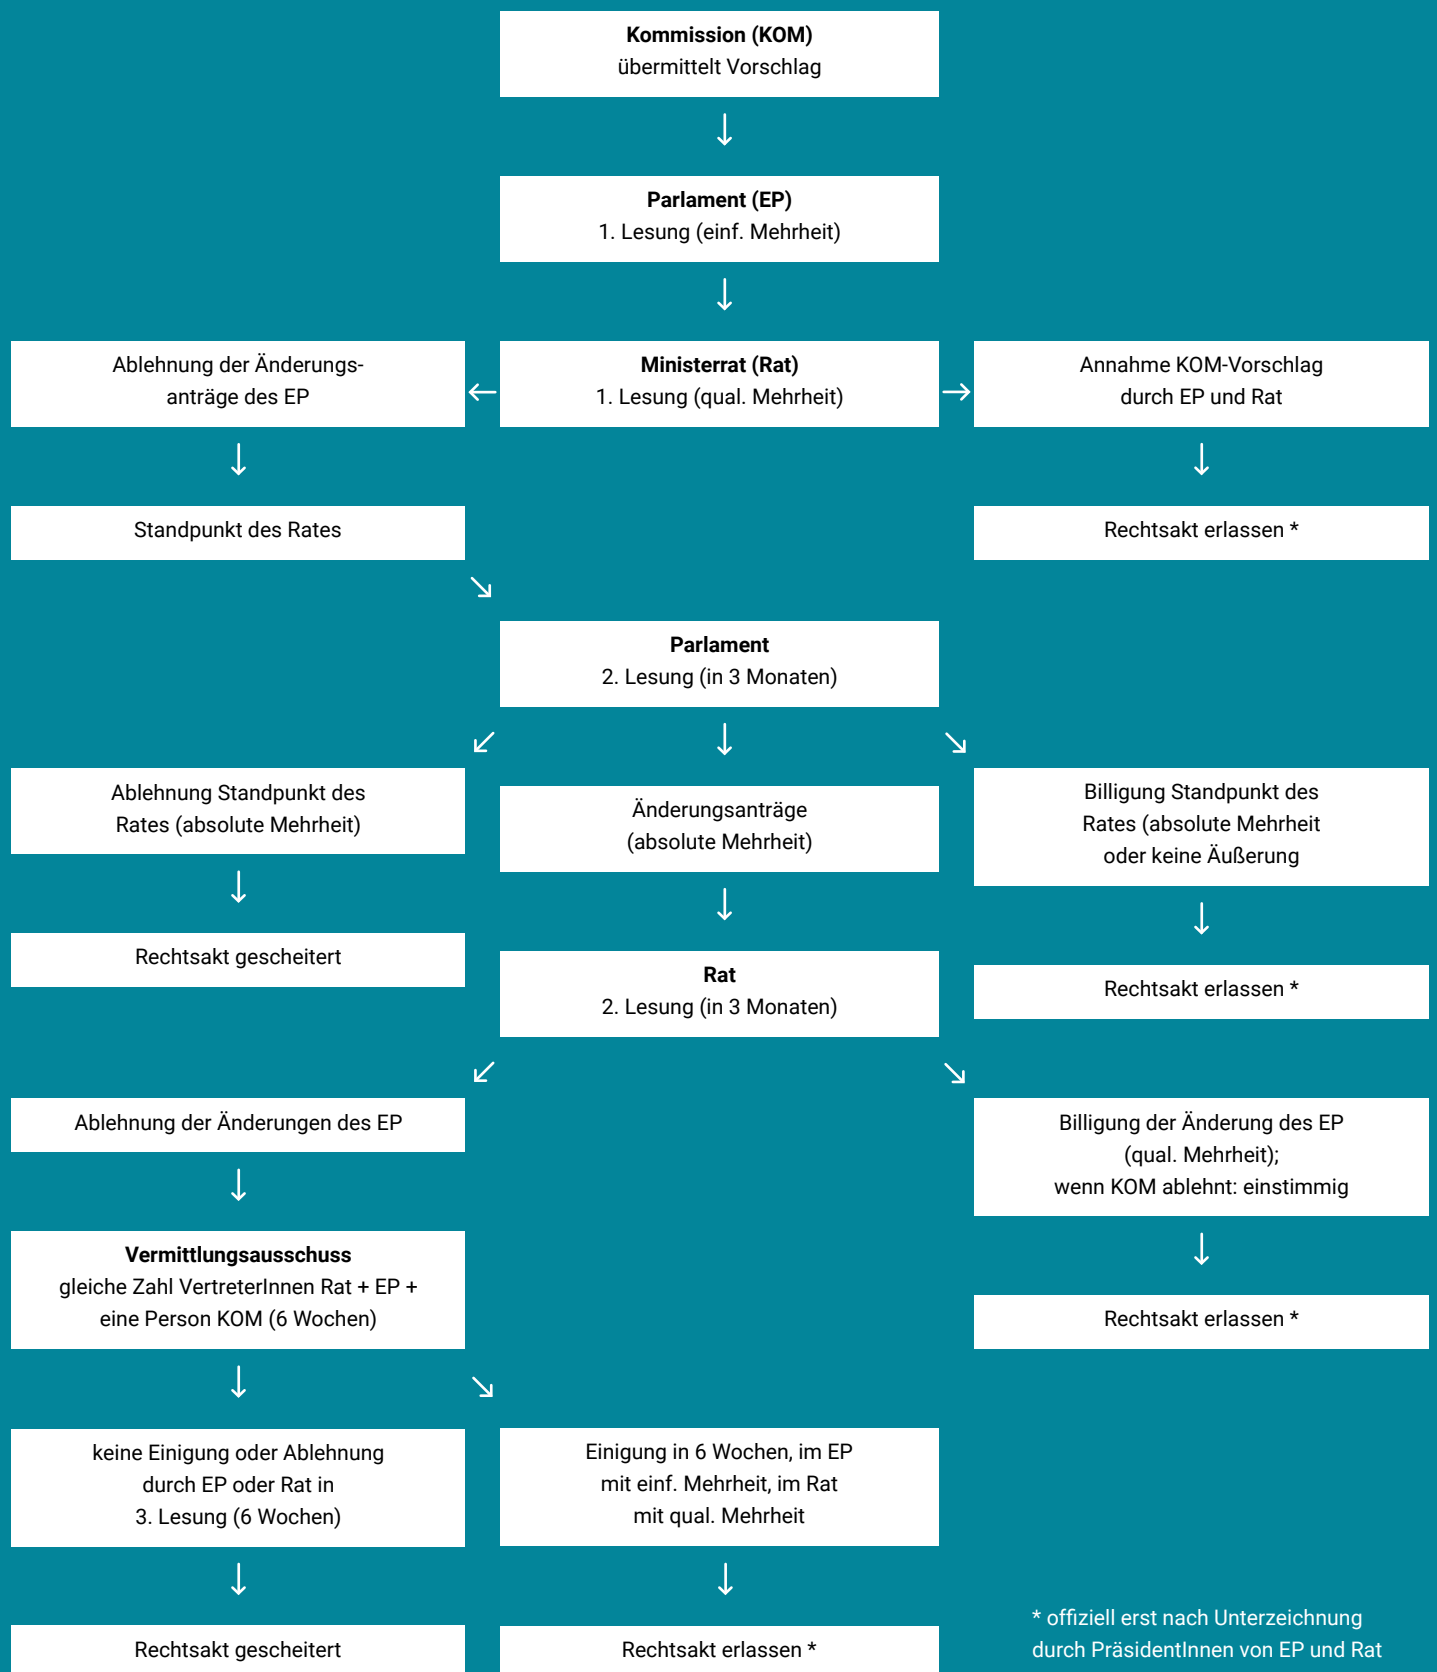 Kommission (KOM)
übermittelt Vorschlag
Parlament (EP)
1. Lesung (einf. Mehrheit)
Ablehnung der Änderungs-
anträge des EP
Ministerrat (Rat)
1. Lesung (qual. Mehrheit)
Annahme KOM-Vorschlag
durch EP und Rat
Standpunkt des Rates
Rechtsakt erlassen *
Parlament
2. Lesung (in 3 Monaten)
Ablehnung Standpunkt des
Rates (absolute Mehrheit)
Änderungsanträge
(absolute Mehrheit)
Billigung Standpunkt des
Rates (absolute Mehrheit
oder keine Äußerung
Rechtsakt gescheitert
Rat
2. Lesung (in 3 Monaten)
Rechtsakt erlassen *
Ablehnung der Änderungen des EP
Billigung der Änderung des EP
(qual. Mehrheit);
wenn KOM ablehnt: einstimmig
Vermittlungsausschuss
gleiche Zahl VertreterInnen Rat + EP +
eine Person KOM (6 Wochen)
Rechtsakt erlassen *
keine Einigung oder Ablehnung
durch EP oder Rat in
3. Lesung (6 Wochen)
Einigung in 6 Wochen, im EP
mit einf. Mehrheit, im Rat
mit qual. Mehrheit
Rechtsakt gescheitert
Rechtsakt erlassen *
* offiziell erst nach Unterzeichnung
durch PräsidentInnen von EP und Rat